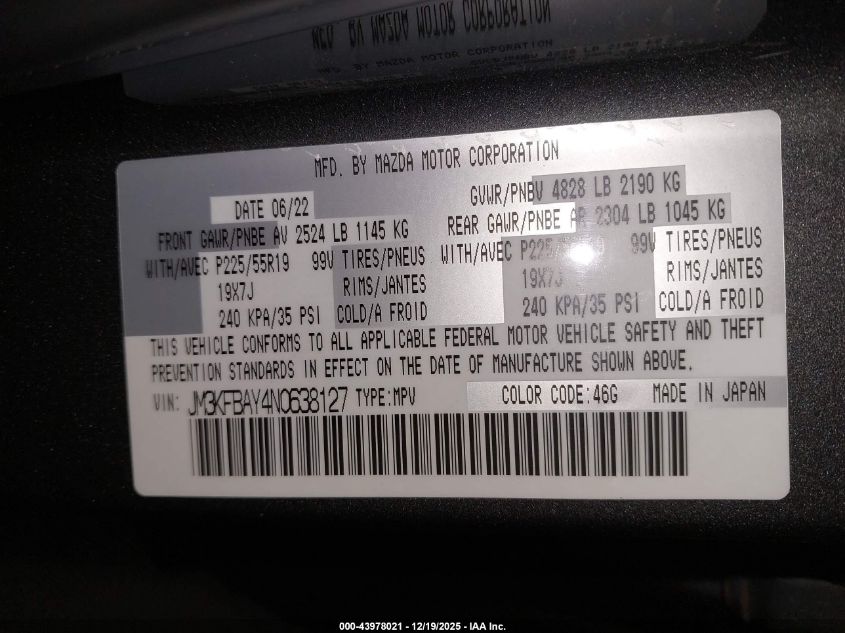 MFD. BY MAZDA MOTOR CORPORATION
MFD. BY MAZDA MOTOR CORPORATION
DATE 06/22 GVWR/PNBV 4828 LB 2190 KG
FRONT GAWR/PNBE AV 2524 LB 1145 KG REAR GAWR/PNBE AR 2304 LB 1045 KG
WITH/AVEC P225/55R19 99V TIRES/PNEUS WITH/AVEC 99V TIRES/PNEUS
19X7J RIMS/JANTES 19X7J RIMS/JANTES
240 KPA/35 PSI COLD/A FROID 240 KPA/35 PSI COLD/A FROID
THIS VEHICLE CONFORMS TO ALL APPLICABLE FEDERAL MOTOR VEHICLE SAFETY AND THEFT
PREVENTION STANDARDS IN EFFECT ON THE DATE OF MANUFACTURE SHOWN ABOVE.
VIN: JM3KFBAY4N0638127 TYPE:MPV COLOR CODE:46G MADE IN JAPAN
000-43978021 - 12/19/2025 - IAA Inc.